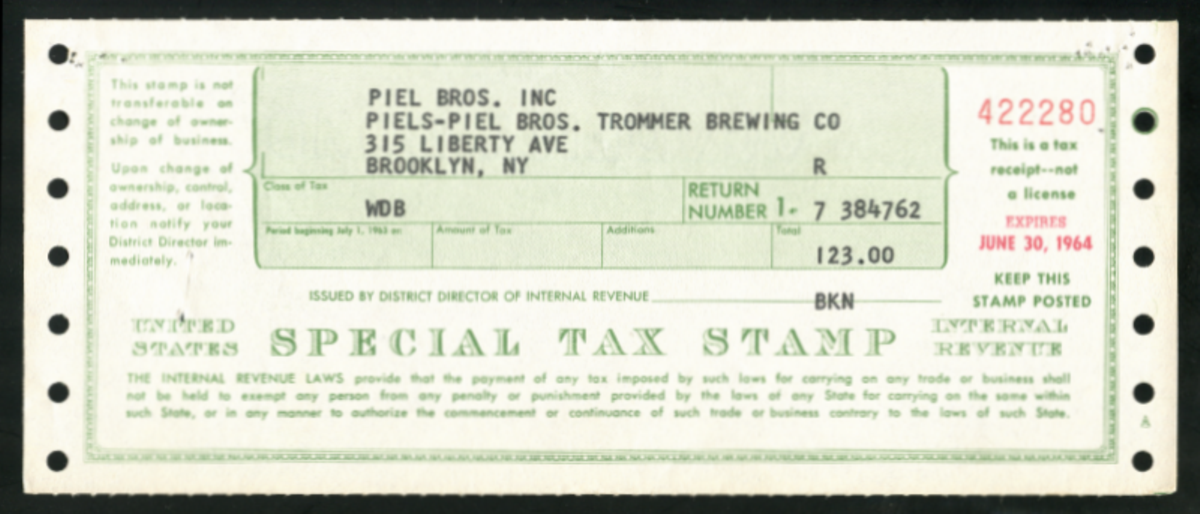 This stamp is not
transferable on
change of owner-
ship of business.
Upon change of
ownership, control,
address, or loca-
tion notify your
District Director im-
mediately.
PIEL BROS. INC
PIELS-PIEL BROS. TROMMER BREWING CO
315 LIBERTY AVE
BROOKLYN, NY R
Class of Tax
WDB
RETURN
NUMBER 1- 7 384762
Period beginning July 1, 1963 or: Amount of Tax Additions Total
123.00
422280
This is a tax
receipt--not
a license
EXPIRES
JUNE 30, 1964
KEEP THIS
STAMP POSTED
ISSUED BY DISTRICT DIRECTOR OF INTERNAL REVENUE BKN
UNITED
STATES
SPECIAL TAX STAMP
INTERNAL
REVENUE
THE INTERNAL REVENUE LAWS provide that the payment of any tax imposed by such laws for carrying on any trade or business shall
not be held to exempt any person from any penalty or punishment provided by the laws of any State for carrying on the same within
such State, or in any manner to authorize the commencement or continuance of such trade or business contrary to the laws of such State.
A